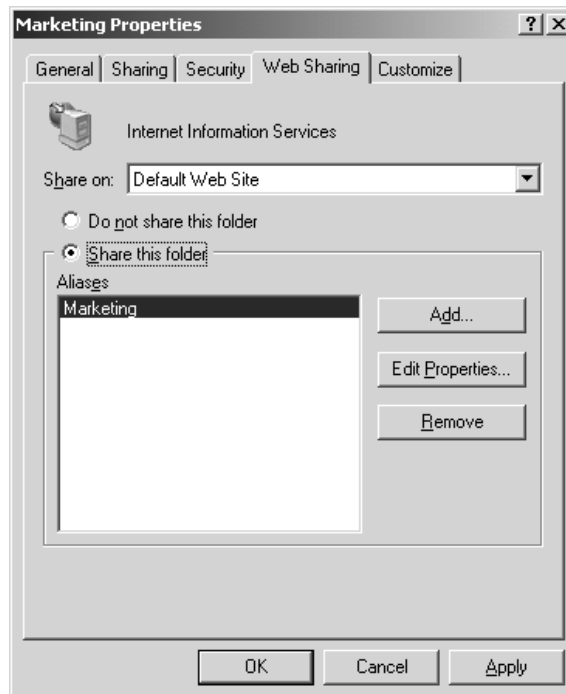 Marketing Properties
General Sharing Security Web Sharing Customize
Internet Information Services
Share on: Default Web Site
Do not share this folder
Share this folder
Aliases
Marketing
Add...
Edit Properties...
Remove
OK Cancel Apply